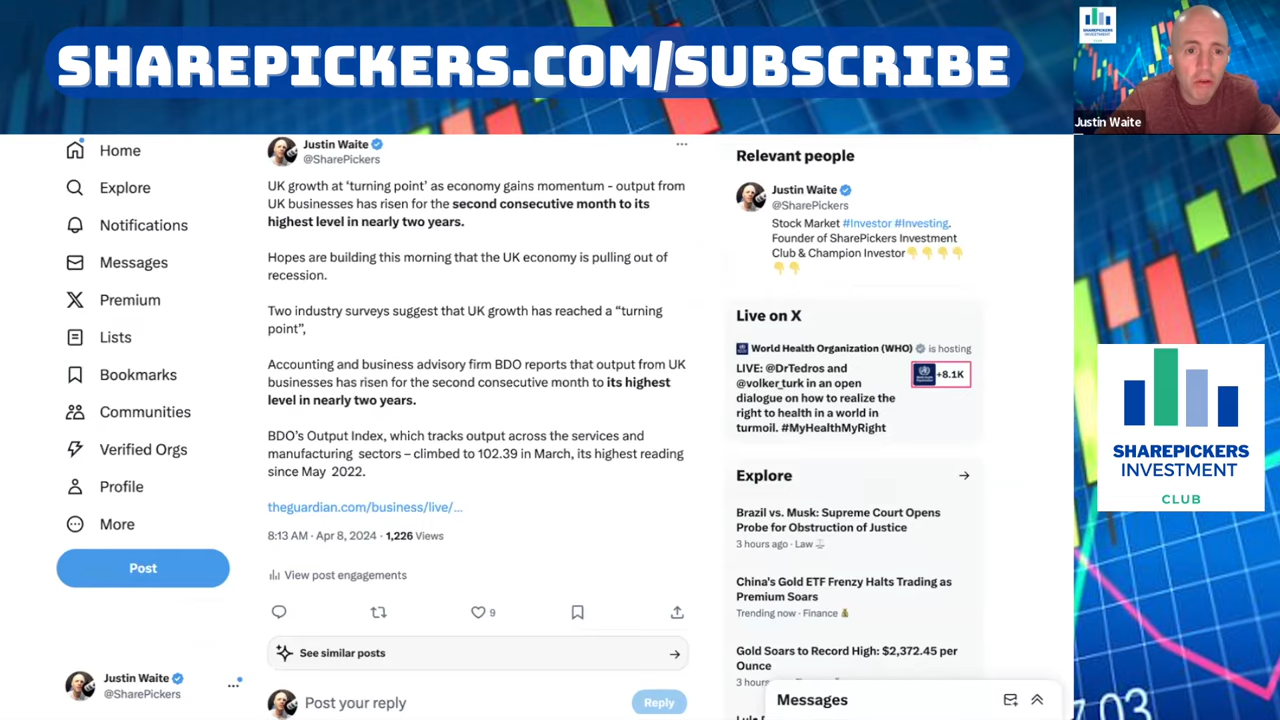 SHAREPICKERS.COM/SUBSCRIBE
SHAREPICKERS
INVESTMENT
CLUB
Justin Waite
Home
Explore
Notifications
Messages
Premium
Lists
Bookmarks
Communities
Verified Orgs
Profile
More
Post
Justin Waite
@SharePickers
Justin Waite
@SharePickers
UK growth at ‘turning point’ as economy gains momentum - output from
UK businesses has risen for the second consecutive month to its
highest level in nearly two years.
Hopes are building this morning that the UK economy is pulling out of
recession.
Two industry surveys suggest that UK growth has reached a “turning
point”,
Accounting and business advisory firm BDO reports that output from UK
businesses has risen for the second consecutive month to its highest
level in nearly two years.
BDO’s Output Index, which tracks output across the services and
manufacturing sectors – climbed to 102.39 in March, its highest reading
since May 2022.
theguardian.com/business/live/...
8:13 AM · Apr 8, 2024 · 1,226 Views
View post engagements
9
See similar posts
Post your reply
Reply
Relevant people
Justin Waite
@SharePickers
Stock Market #Investor #Investing.
Founder of SharePickers Investment
Club & Champion Investor👇👇👇👇
👇👇
Live on X
World Health Organization (WHO) is hosting
LIVE: @DrTedros and
@volker_turk in an open
dialogue on how to realize the
right to health in a world in
turmoil. #MyHealthMyRight
+8.1K
Explore
Brazil vs. Musk: Supreme Court Opens
Probe for Obstruction of Justice
3 hours ago · Law
China's Gold ETF Frenzy Halts Trading as
Premium Soars
Trending now · Finance 💰
Gold Soars to Record High: $2,372.45 per
Ounce
3 hours
Messages
SHAREPICKERS
INVESTMENT
CLUB